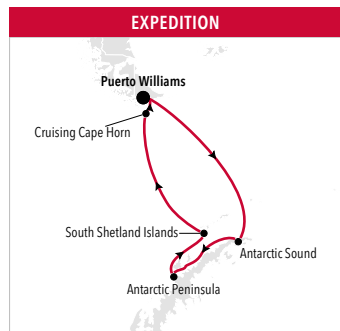 EXPEDITION
Puerto Williams
Cruising Cape Horn
South Shetland Islands
Antarctic Sound
Antarctic Peninsula